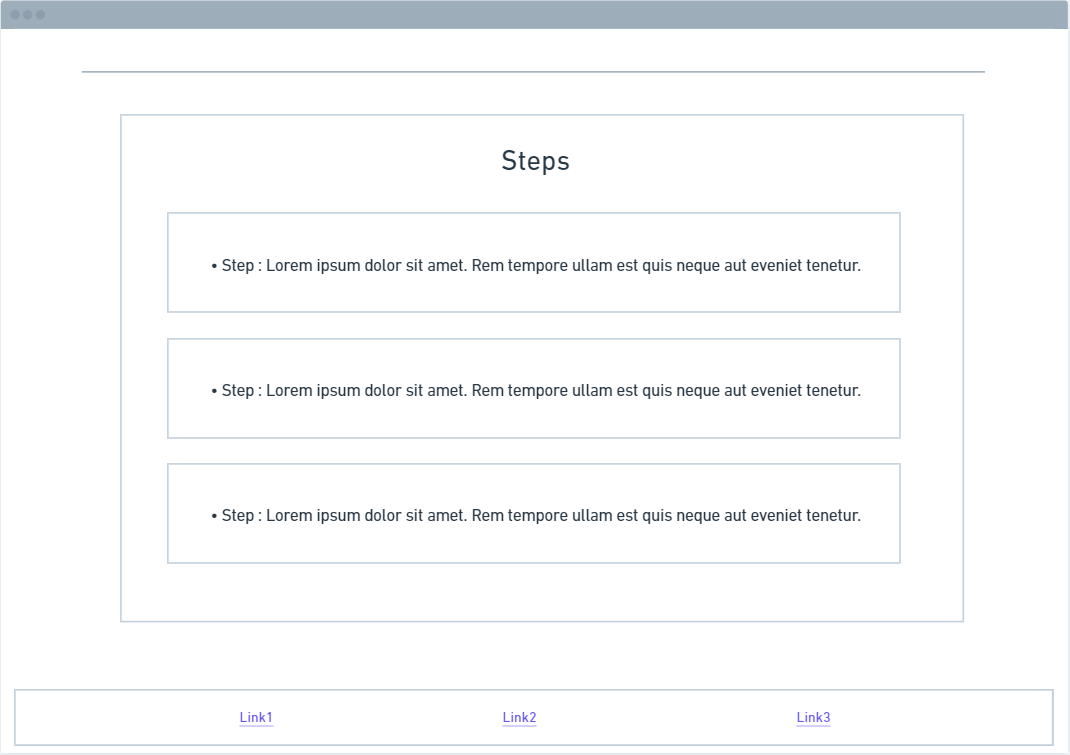 Steps
• Step : Lorem ipsum dolor sit amet. Rem tempore ullam est quis neque aut eveniet tenetur.
• Step : Lorem ipsum dolor sit amet. Rem tempore ullam est quis neque aut eveniet tenetur.
• Step : Lorem ipsum dolor sit amet. Rem tempore ullam est quis neque aut eveniet tenetur.
Link1 Link2 Link3